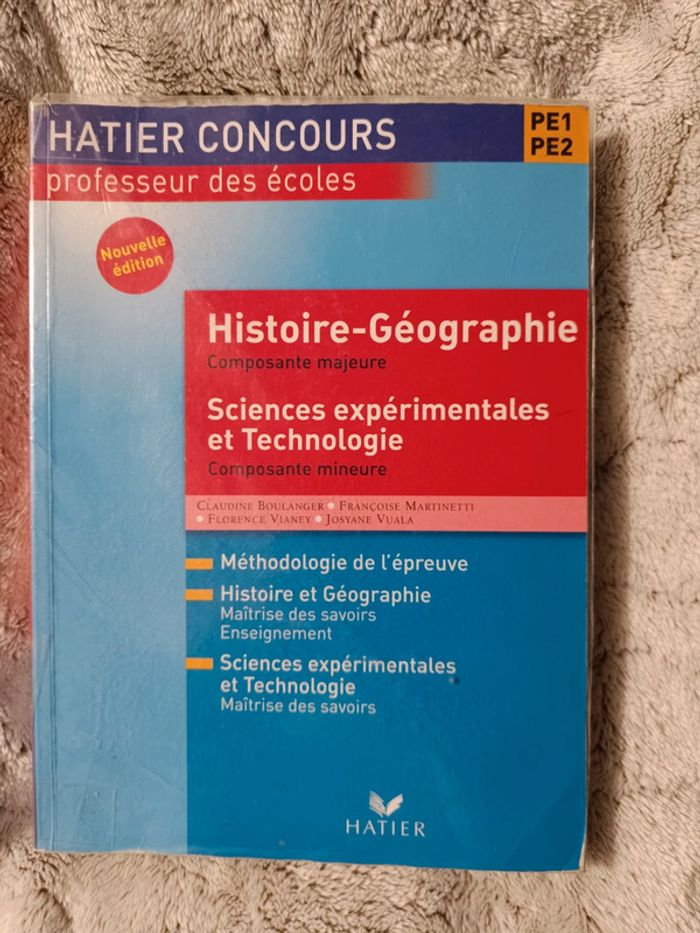 HATIER CONCOURS
PE1
PE2
professeur des écoles
Nouvelle
édition
Histoire-Géographie
Composante majeure
Sciences expérimentales
et Technologie
Composante mineure
CLAUDINE BOULANGER • FRANÇOISE MARTINETTI
• FLORENCE VIANEY • JOSYANE VUALA
Méthodologie de l'épreuve
Histoire et Géographie
Maîtrise des savoirs
Enseignement
Sciences expérimentales
et Technologie
Maîtrise des savoirs
HATIER